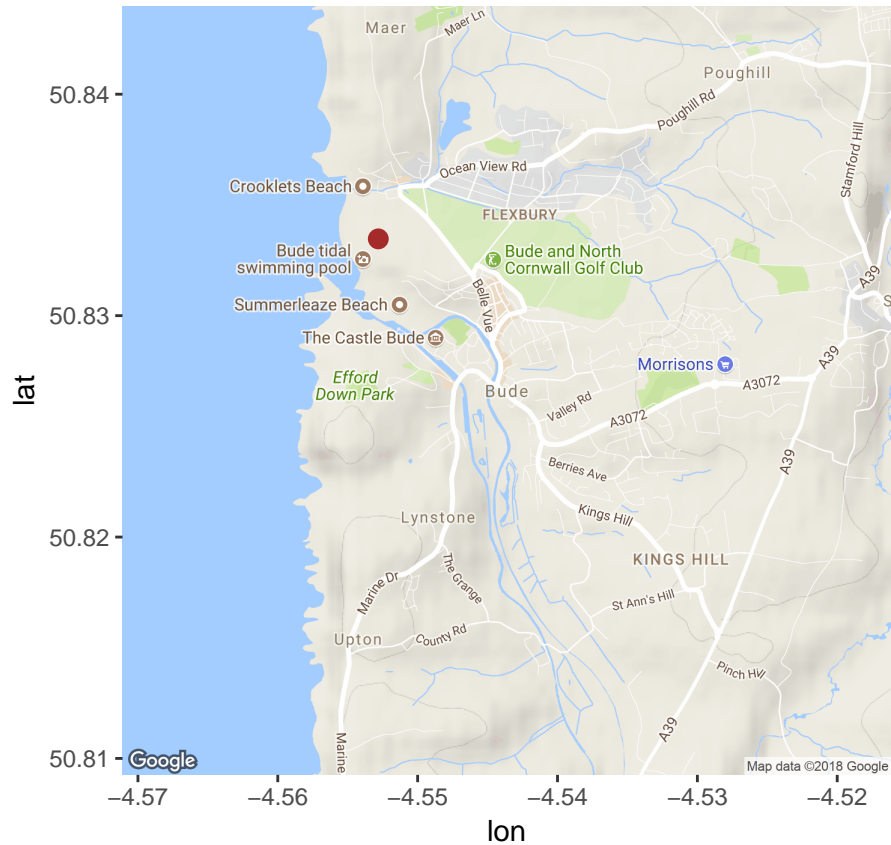 Maer
Maer Ln
Poughill
50.84
Poughill Rd
Stamford Hill
Ocean View Rd
Crooklets Beach
FLEXBURY
Bude tidal
swimming pool
Bude and North
Cornwall Golf Club
A39
S
Belle Vue
Summerleaze Beach
50.83
The Castle Bude
A39
Morrisons
Efford
Down Park
A3072
Bude
Valley Rd
A3072
lat
A39
Berries Ave
Kings Hill
Lynstone
50.82
KINGS HILL
The Grange
Marine Dr
St Ann's Hill
County Rd
Upton
Pinch Hill
A39
Marine
50.81
Google
Map data ©2018 Google
−4.57
−4.56
−4.55
−4.54
−4.53
−4.52
lon